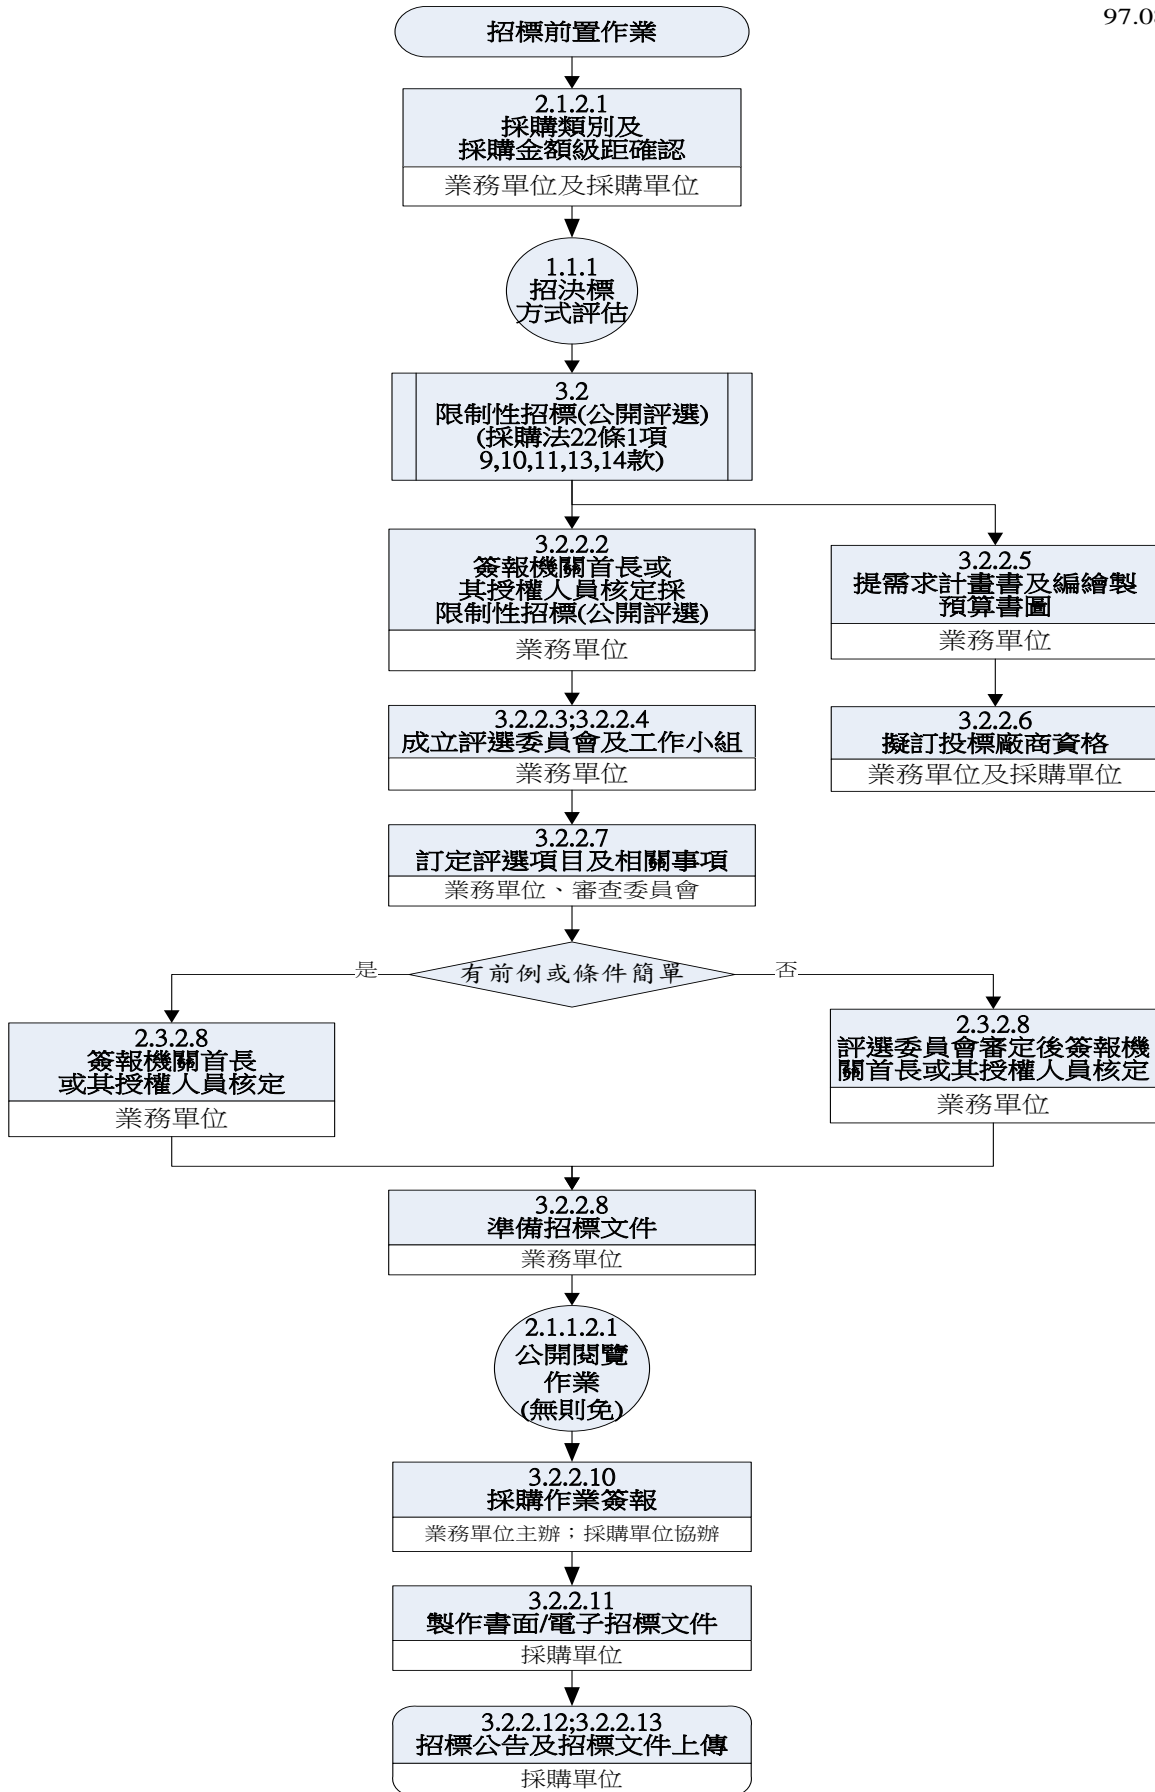 97.08
招標前置作業
2.1.2.1
採購類別及
採購金額級距確認
業務單位及採購單位
1.1.1
招決標
方式評估
3.2
限制性招標(公開評選)
(採購法22條1項
9,10,11,13,14款)
3.2.2.2
簽報機關首長或
其授權人員核定採
限制性招標(公開評選)
業務單位
3.2.2.5
提需求計畫書及編繪製
預算書圖
業務單位
3.2.2.3;3.2.2.4
成立評選委員會及工作小組
業務單位
3.2.2.6
擬訂投標廠商資格
業務單位及採購單位
3.2.2.7
訂定評選項目及相關事項
業務單位、審查委員會
是
有前例或條件簡單
否
2.3.2.8
簽報機關首長
或其授權人員核定
業務單位
2.3.2.8
評選委員會審定後簽報機
關首長或其授權人員核定
業務單位
3.2.2.8
準備招標文件
業務單位
2.1.1.2.1
公開閱覽
作業
(無則免)
3.2.2.10
採購作業簽報
業務單位主辦；採購單位協辦
3.2.2.11
製作書面/電子招標文件
採購單位
3.2.2.12;3.2.2.13
招標公告及招標文件上傳
採購單位